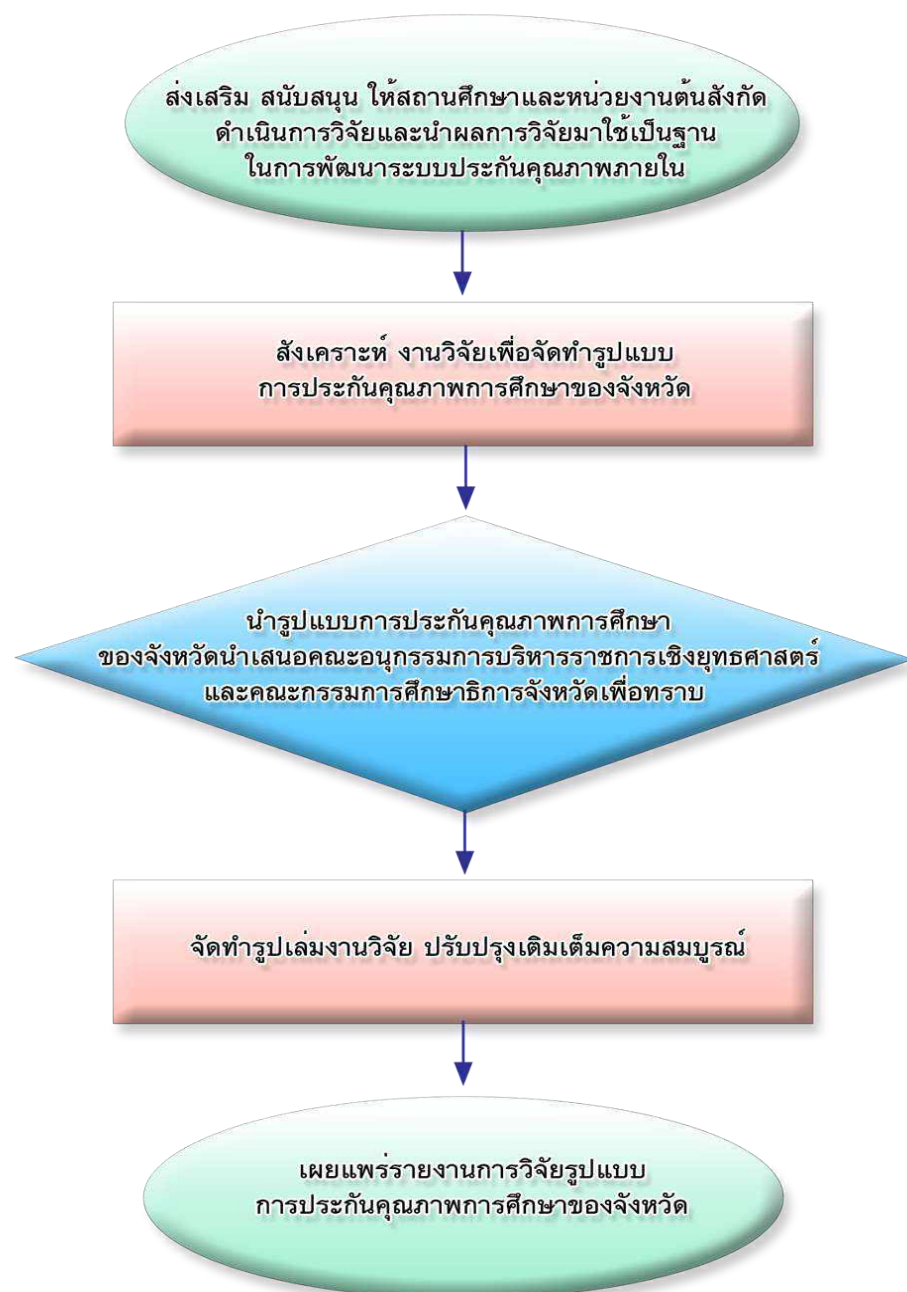 ส่งเสริม สนับสนุน ให้สถานศึกษาและหน่วยงานต้นสังกัด
ดำเนินการวิจัยและนำผลการวิจัยมาใช้เป็นฐาน
ในการพัฒนาระบบประกันคุณภาพภายใน
สังเคราะห์ งานวิจัยเพื่อจัดทำรูปแบบ
การประกันคุณภาพการศึกษาของจังหวัด
นำรูปแบบการประกันคุณภาพการศึกษา
ของจังหวัดนำเสนอคณะอนุกรรมการบริหารราชการเชิงยุทธศาสตร์
และคณะกรรมการศึกษาธิการจังหวัดเพื่อทราบ
จัดทำรูปเล่มงานวิจัย ปรับปรุงเติมเต็มความสมบูรณ์
เผยแพร่รายงานการวิจัยรูปแบบ
การประกันคุณภาพการศึกษาของจังหวัด